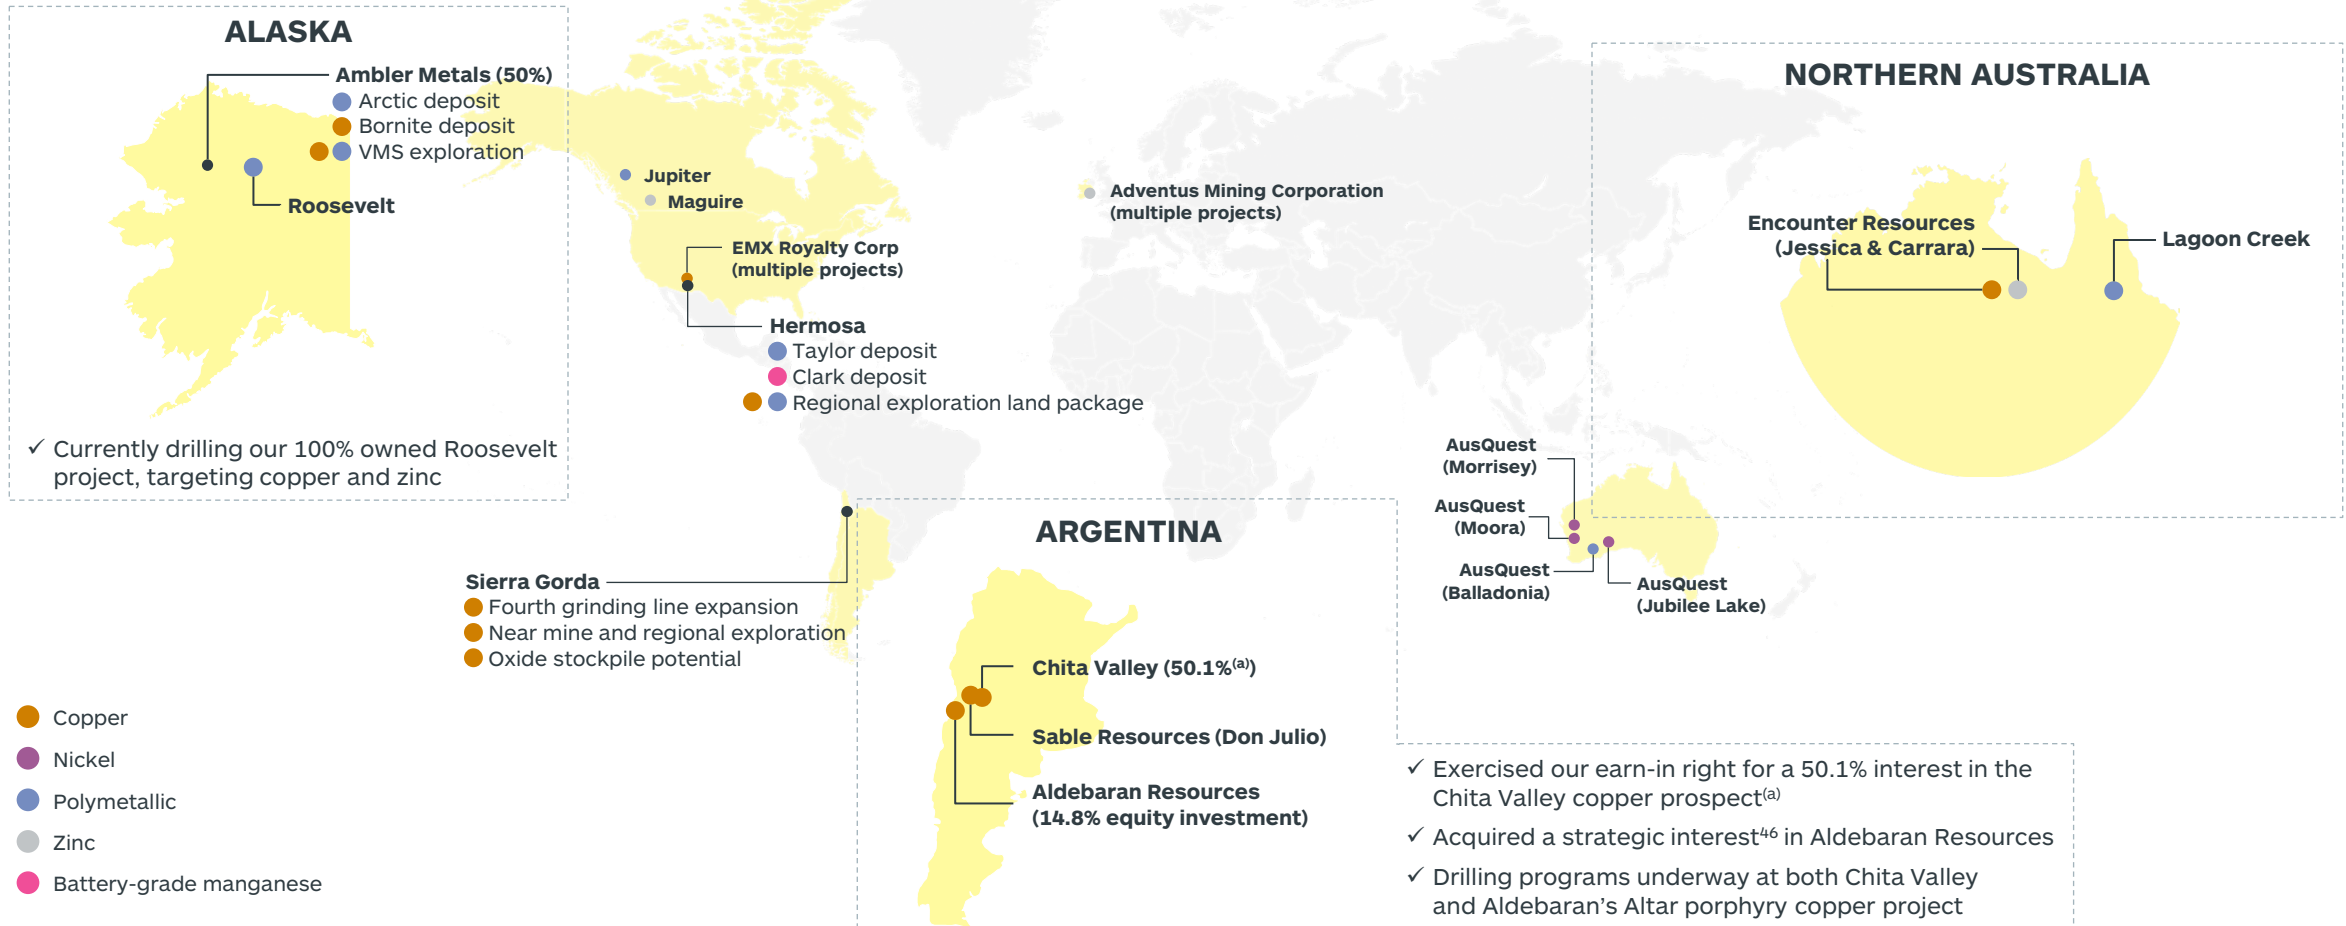 ALASKA
Ambler Metals (50%)
Arctic deposit
Bornite deposit
VMS exploration
Roosevelt
✓ Currently drilling our 100% owned Roosevelt
project, targeting copper and zinc
Jupiter
Maguire
EMX Royalty Corp
(multiple projects)
Hermosa
Taylor deposit
Clark deposit
Regional exploration land package
Adventus Mining Corporation
(multiple projects)
NORTHERN AUSTRALIA
Encounter Resources
(Jessica & Carrara)
Lagoon Creek
AusQuest
(Morrisey)
AusQuest
(Moora)
AusQuest
(Balladonia)
AusQuest
(Jubilee Lake)
Sierra Gorda
Fourth grinding line expansion
Near mine and regional exploration
Oxide stockpile potential
ARGENTINA
Chita Valley (50.1%(a))
Sable Resources (Don Julio)
Aldebaran Resources
(14.8% equity investment)
✓ Exercised our earn-in right for a 50.1% interest in the
Chita Valley copper prospect(a)
✓ Acquired a strategic interest46 in Aldebaran Resources
✓ Drilling programs underway at both Chita Valley
and Aldebaran's Altar porphyry copper project
Copper
Nickel
Polymetallic
Zinc
Battery-grade manganese